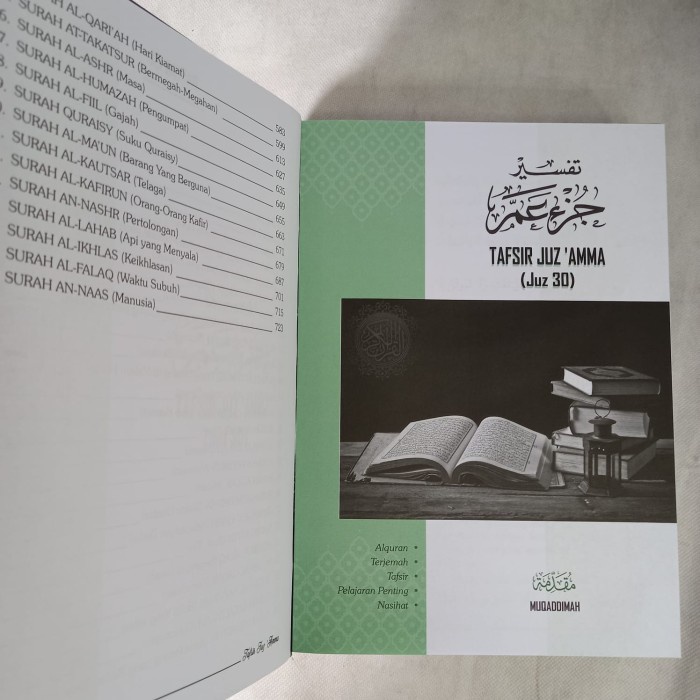 AL-QARI'AH (Hari Kiamat) 583
6. SURAH AT-TAKATSUR (Bermegah-Megahan) 599
7. SURAH AL-ASHR (Masa) 613
8. SURAH AL-HUMAZAH (Pengumpat) 627
9. SURAH AL-FIIL (Gajah) 635
SURAH QURAISY (Suku Quraisy) 649
SURAH AL-MA'UN (Barang Yang Berguna) 655
SURAH AL-KAUTSAR (Telaga) 663
SURAH AL-KAFIRUN (Orang-Orang Kafir) 671
SURAH AN-NASHR (Pertolongan) 679
SURAH AL-LAHAB (Api yang Menyala) 687
SURAH AL-IKHLAS (Keikhlasan) 701
SURAH AL-FALAQ (Waktu Subuh) 715
SURAH AN-NAAS (Manusia) 723
Tafsir Juz 'Amma
تفسير
جزء عمّ
TAFSIR JUZ 'AMMA
(Juz 30)
Alquran •
Terjemah •
Tafsir •
Pelajaran Penting •
Nasihat •
مُقَدِّمَة
MUQADDIMAH